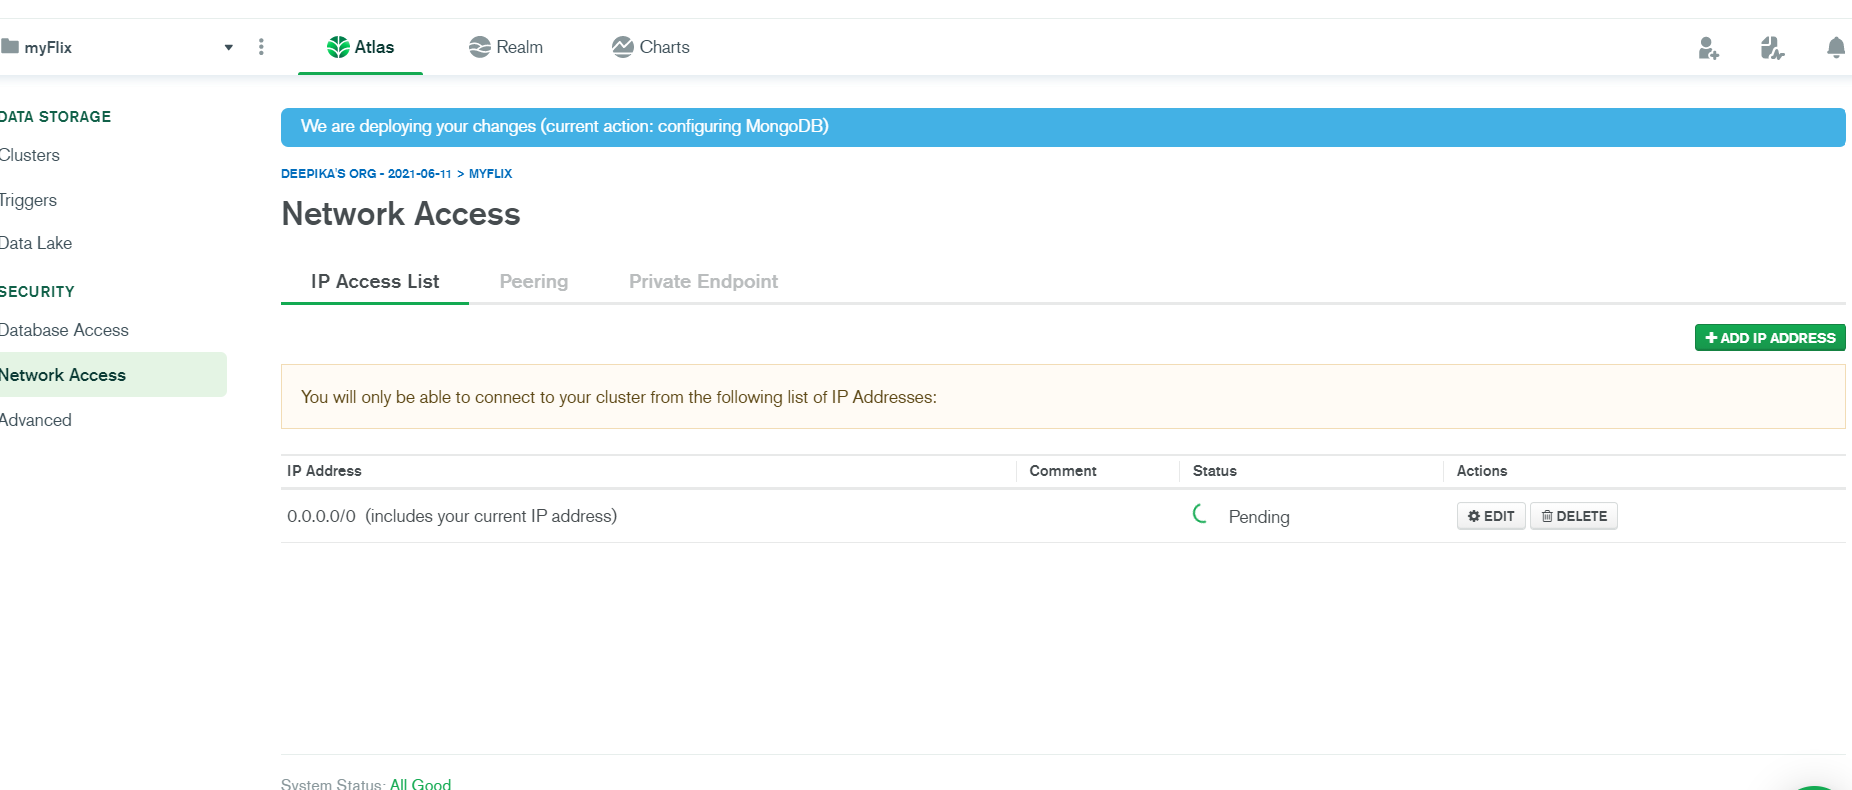 myFlix
Atlas
Realm
Charts
DATA STORAGE
Clusters
Triggers
Data Lake
SECURITY
Database Access
Network Access
Advanced
We are deploying your changes (current action: configuring MongoDB)
DEEPIKA'S ORG - 2021-06-11 > MYFLIX
Network Access
IP Access List
Peering
Private Endpoint
+ ADD IP ADDRESS
You will only be able to connect to your cluster from the following list of IP Addresses:
IP Address Comment Status Actions
0.0.0.0/0 (includes your current IP address) Pending EDIT DELETE
System Status: All Good